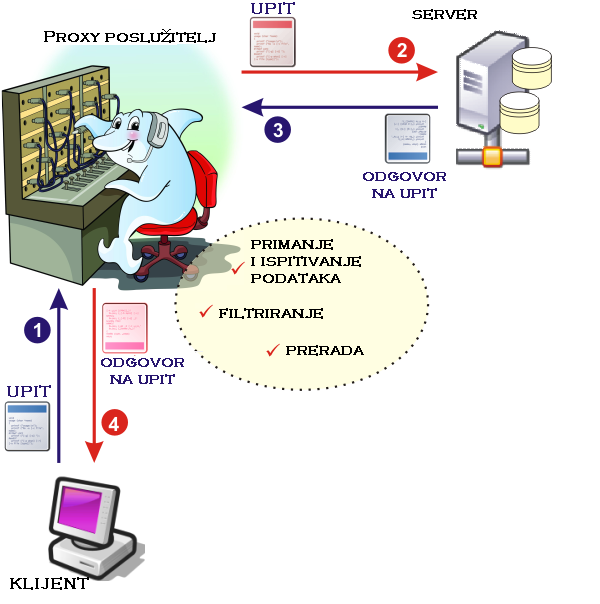 UPIT
SERVER
PROXY POSLUŽITELJ
2
3
ODGOVOR
NA UPIT
PRIMANJE
I ISPITIVANJE
PODATAKA
FILTRIRANJE
PRERADA
1
ODGOVOR
NA UPIT
UPIT
4
KLIJENT